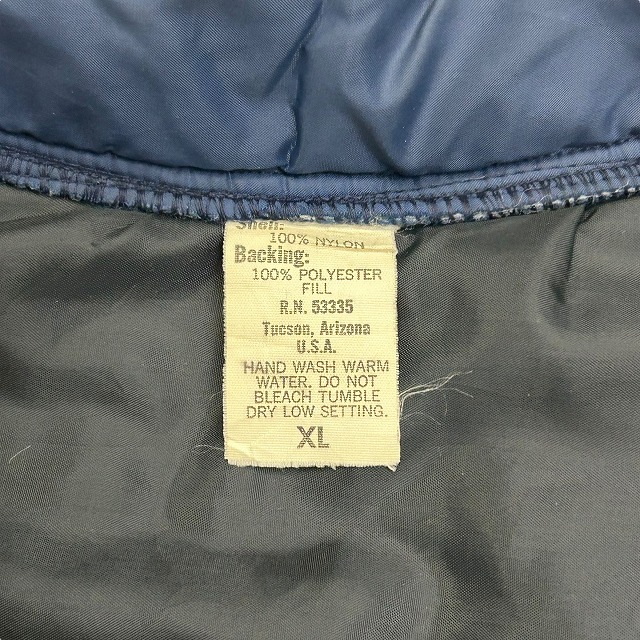 Shell:
100% NYLON
Backing:
100% POLYESTER
FILL
R.N. 53335
Tucson, Arizona
U.S.A.
HAND WASH WARM
WATER. DO NOT
BLEACH TUMBLE
DRY LOW SETTING.
XL